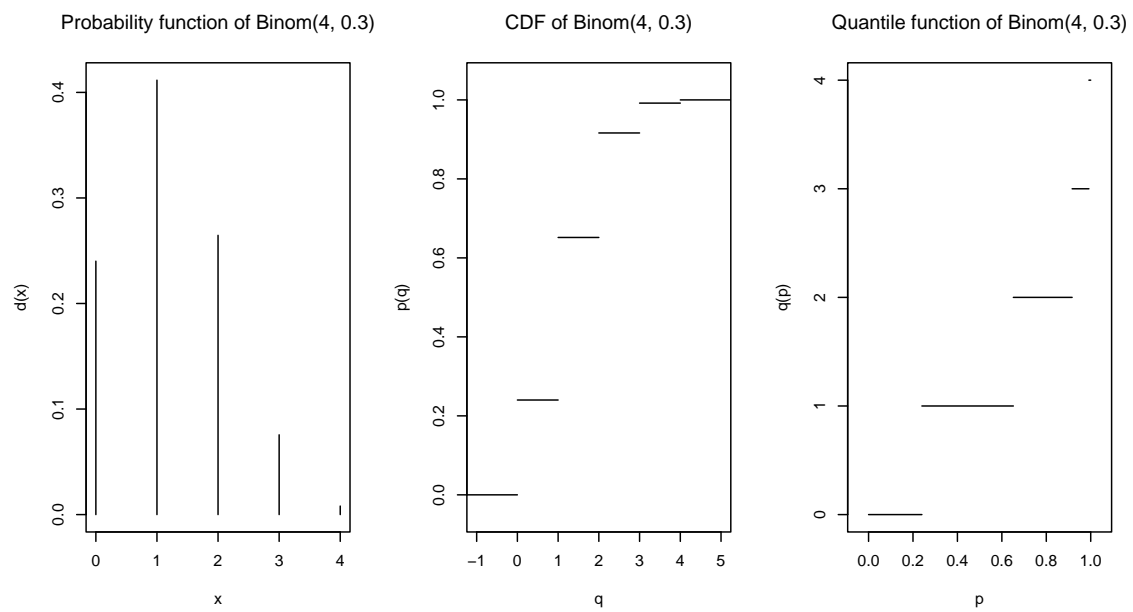 Probability function of Binom(4, 0.3)
d(x)
0.4
0.3
0.2
0.1
0.0
0 1 2 3 4
x
CDF of Binom(4, 0.3)
p(q)
1.0
0.8
0.6
0.4
0.2
0.0
−1 0 1 2 3 4 5
q
Quantile function of Binom(4, 0.3)
q(p)
4
3
2
1
0
0.0 0.2 0.4 0.6 0.8 1.0
p